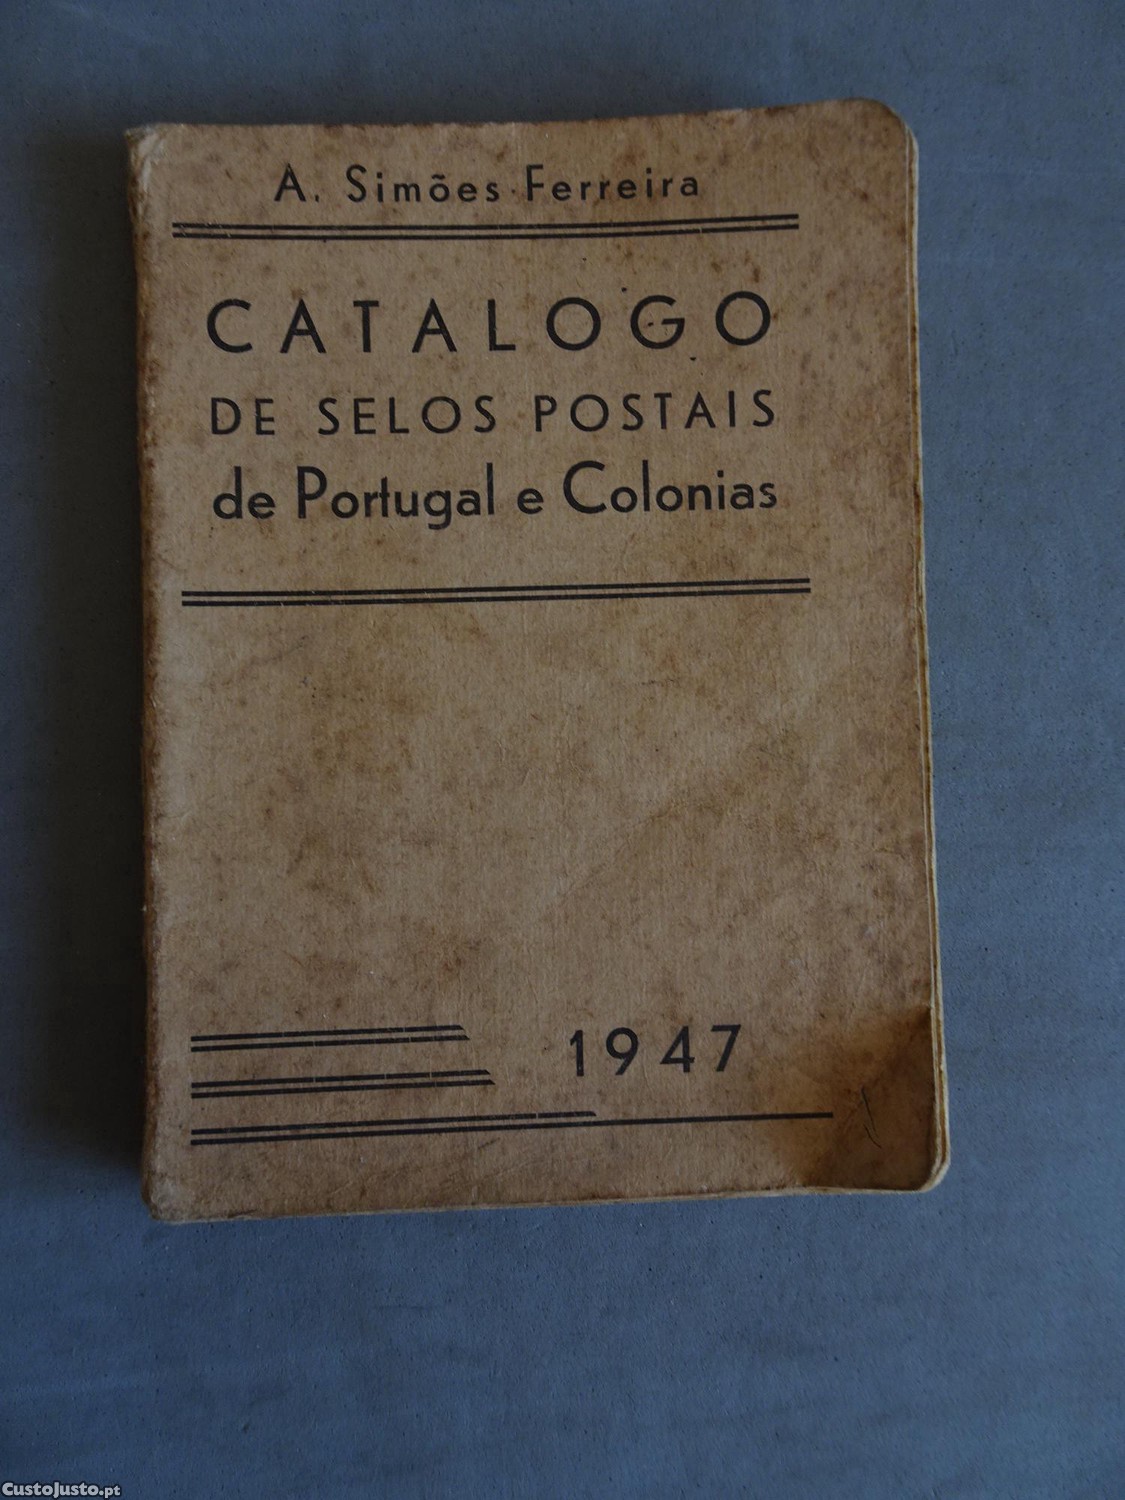 A. Simões Ferreira
CATALOGO
DE SELOS POSTAIS
de Portugal e Colonias
1947
CustoJusto.pt